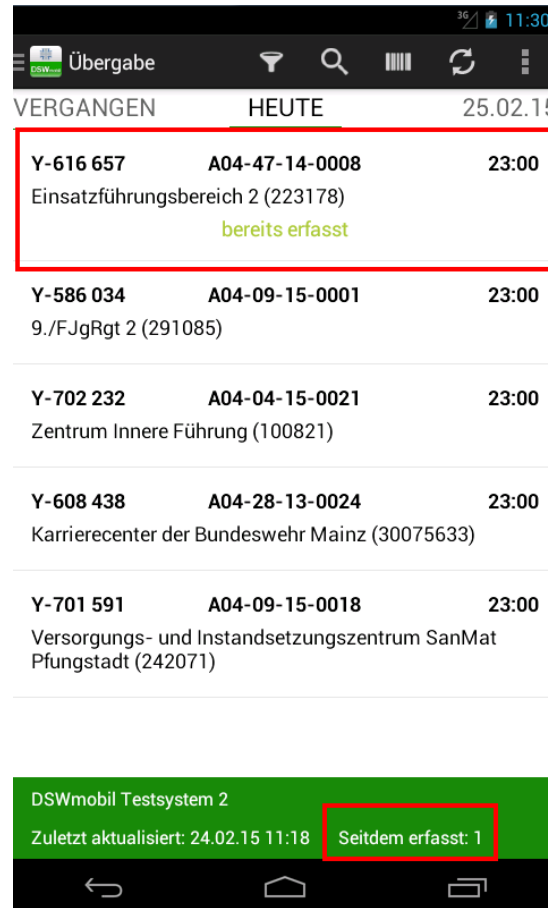 3G 11:30
DSWmobil Übergabe
VERGANGEN HEUTE 25.02.15
Y-616 657 A04-47-14-0008 23:00
Einsatzführungsbereich 2 (223178)
bereits erfasst
Y-586 034 A04-09-15-0001 23:00
9./FJgRgt 2 (291085)
Y-702 232 A04-04-15-0021 23:00
Zentrum Innere Führung (100821)
Y-608 438 A04-28-13-0024 23:00
Karrierecenter der Bundeswehr Mainz (30075633)
Y-701 591 A04-09-15-0018 23:00
Versorgungs- und Instandsetzungszentrum SanMat
Pfungstadt (242071)
DSWmobil Testsystem 2
Zuletzt aktualisiert: 24.02.15 11:18 Seitdem erfasst: 1